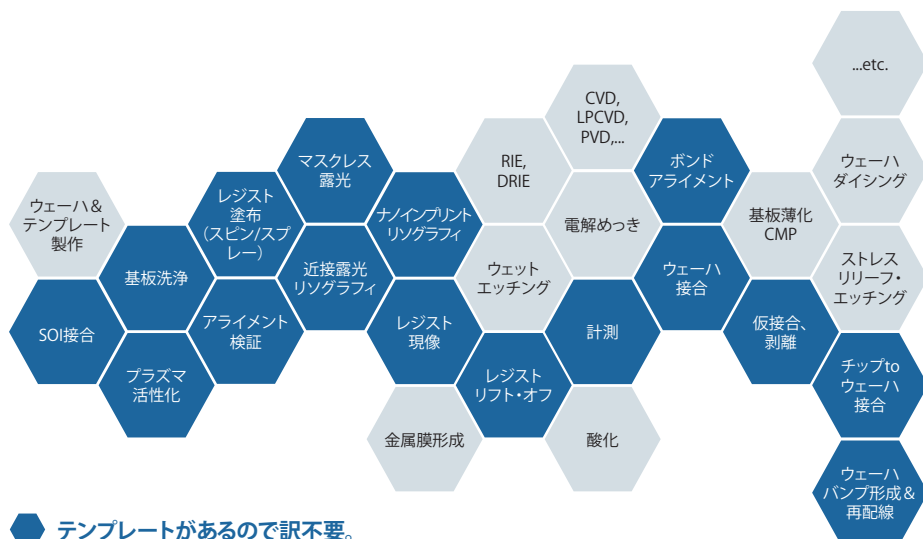 ウェーハ＆
テンプレート
製作
SOI接合
基板洗浄
プラズマ
活性化
レジスト
塗布
（スピン/スプ
レー）
アライメント
検証
マスクレス
露光
近接露光
リソグラフィ
ナノインプリント
リソグラフィ
レジスト
現像
金属膜形成
RIE,
DRIE
ウェット
エッチング
レジスト
リフト・オフ
CVD,
LPCVD,
PVD,...
電解めっき
計測
酸化
ボンド
アライメント
ウェーハ
接合
基板薄化
CMP
仮接合、
剥離
...etc.
ウェーハ
ダイシング
ストレス
リリーフ・
エッチング
チップto
ウェーハ
接合
ウェーハ
バンプ形成＆
再配線
テンプレートがあるので訳不要。